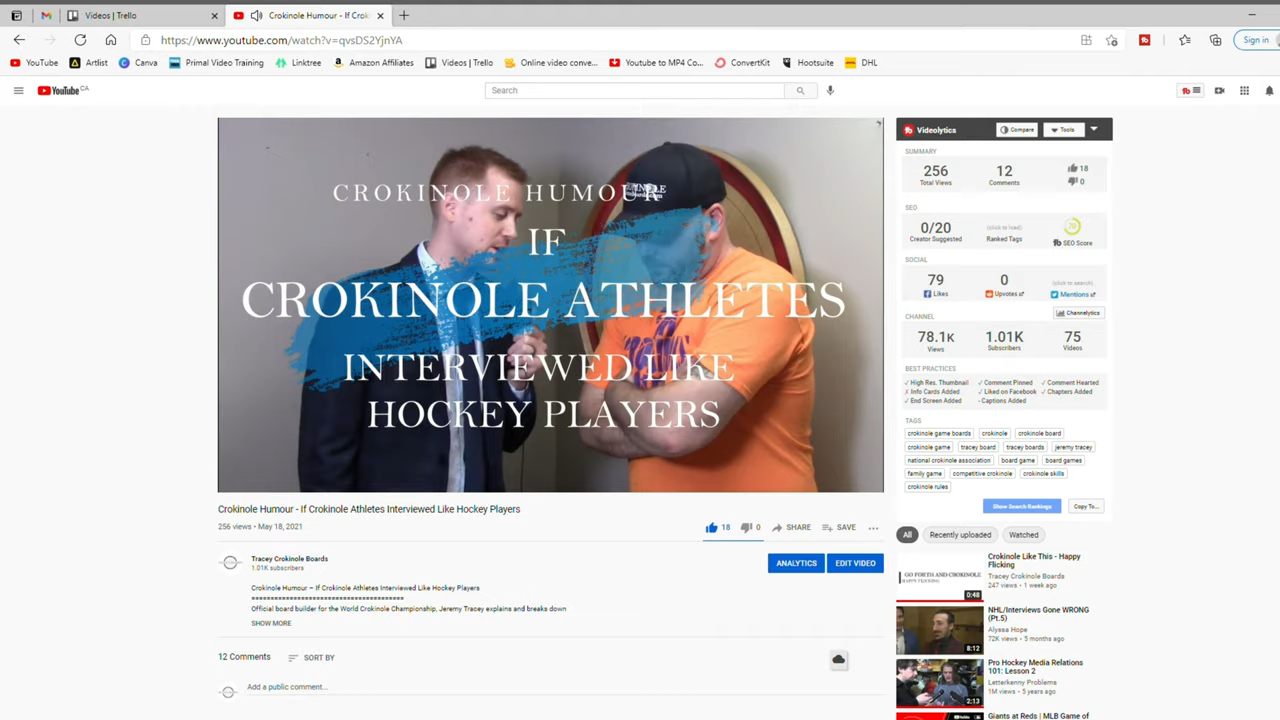 Videos | Trello
Crokinole Humour - If Crok
https://www.youtube.com/watch?v=qvsDS2YjnYA
Sign in
YouTube
Artlist
Canva
Primal Video Training
Linktree
Amazon Affiliates
Videos | Trello
Online video conve...
Youtube to MP4 Co...
ConvertKit
Hootsuite
DHL
YouTube CA
Search
CROKINOLE HUMOUR
IF
CROKINOLE ATHLETES
INTERVIEWED LIKE
HOCKEY PLAYERS
Crokinole Humour - If Crokinole Athletes Interviewed Like Hockey Players
256 views • May 18, 2021
18
0
SHARE
SAVE
Tracey Crokinole Boards
1.01K subscribers
ANALYTICS
EDIT VIDEO
Crokinole Humour – If Crokinole Athletes Interviewed Like Hockey Players
Official board builder for the World Crokinole Championship, Jeremy Tracey explains and breaks down
SHOW MORE
12 Comments
SORT BY
Add a public comment...
Videolytics
Compare
Tools
SUMMARY
256
12
18
Total Views
Comments
0
SEO
0/20
(click to load)
70
Creator Suggested
Ranked Tags
SEO Score
SOCIAL
79
0
(click to search)
Likes
Upvotes
Mentions
CHANNEL
Channelytics
78.1K
1.01K
75
Views
Subscribers
Videos
BEST PRACTICES
✓ High Res. Thumbnail ✓ Comment Pinned ✓ Comment Hearted
✗ Info Cards Added ✓ Liked on Facebook ✓ Chapters Added
✓ End Screen Added - Captions Added
TAGS
crokinole game boards crokinole crokinole board
crokinole game tracey board tracey boards jeremy tracey
national crokinole association board game board games
family game competitive crokinole crokinole skills
crokinole rules
Show Search Rankings
Copy To...
All
Recently uploaded
Watched
GO FORTH AND CROKINOLE
HAPPY FLICKING
0:48
Crokinole Like This - Happy
Flicking
Tracey Crokinole Boards
247 views • 1 week ago
8:12
NHL/Interviews Gone WRONG
(Pt.5)
Alyssa Hope
72K views • 5 months ago
2:13
Pro Hockey Media Relations
101: Lesson 2
Letterkenny Problems
1M views • 5 years ago
Giants at Reds | MLB Game of